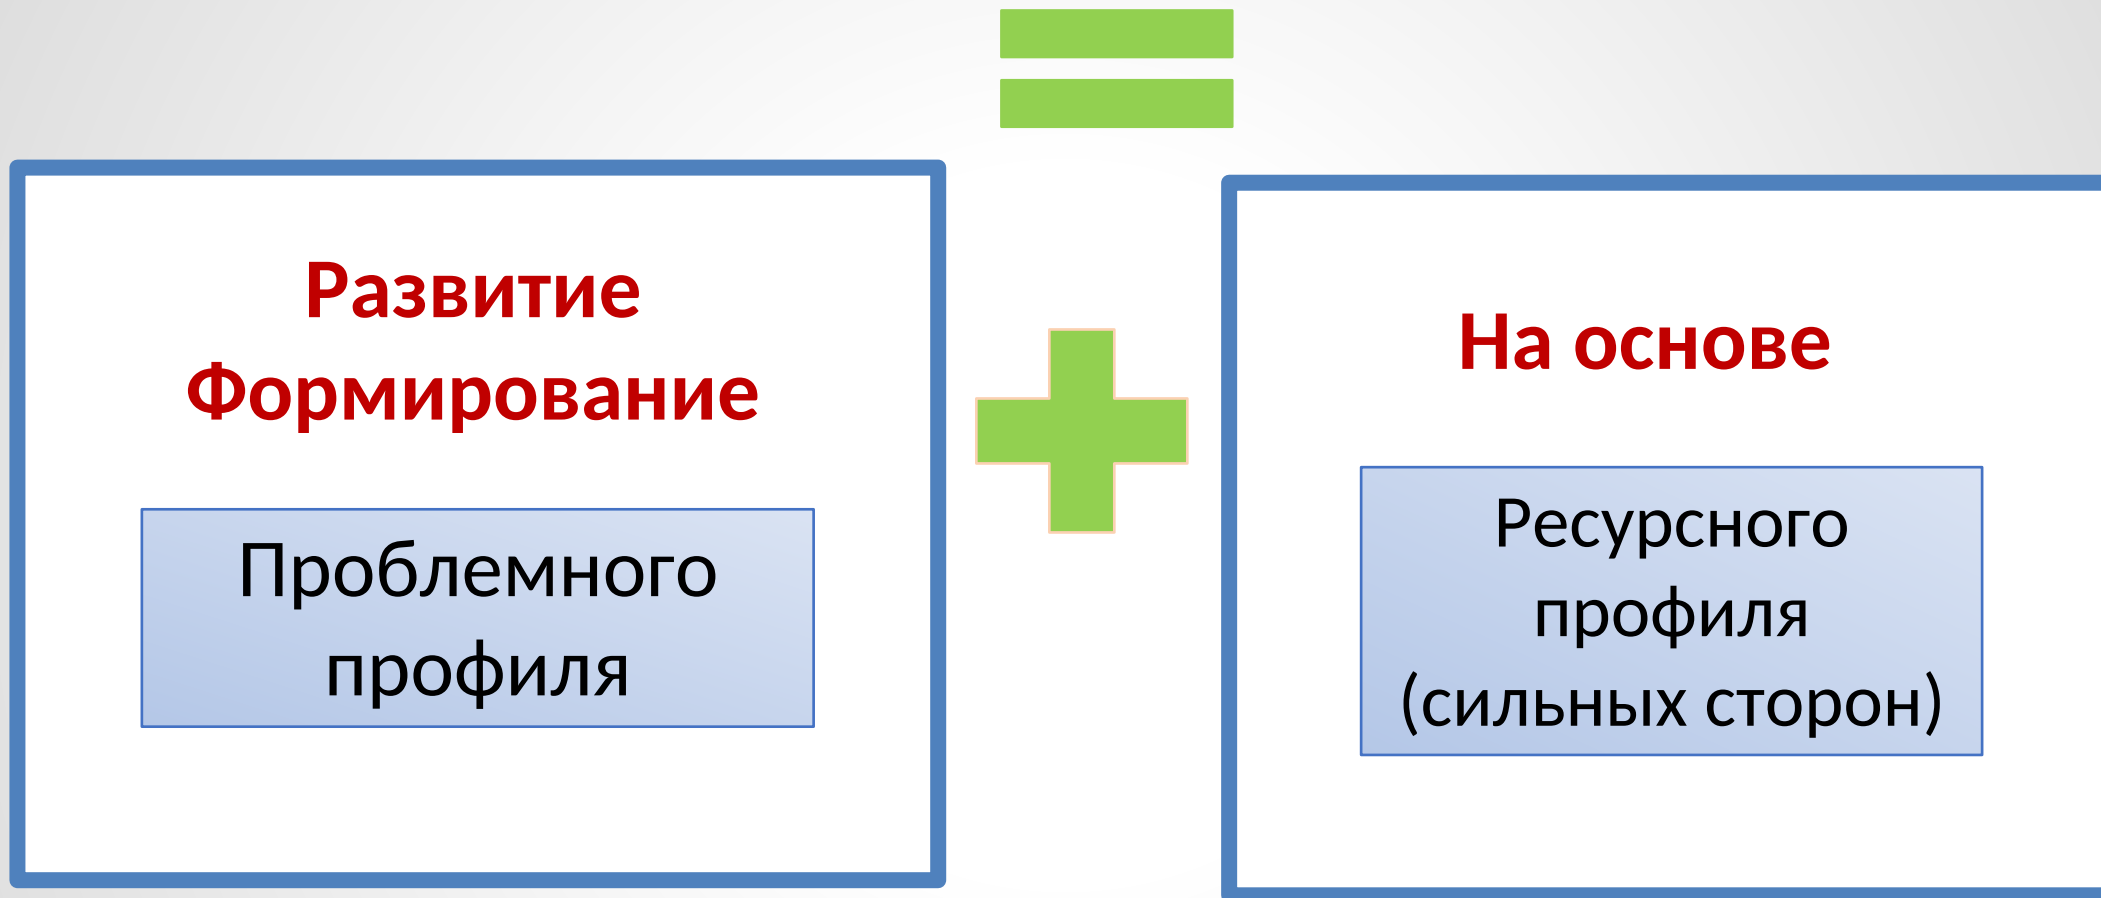 Развитие
Формирование
Проблемного
профиля
На основе
Ресурсного
профиля
(сильных сторон)